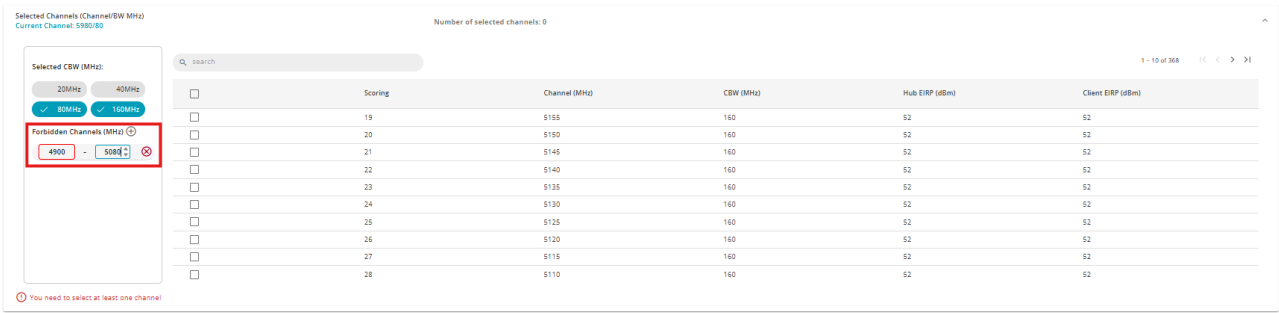 Selected Channels (Channel/BW MHz)
Current Channel: 5980/80
Number of selected channels: 0
Selected CBW (MHz):
20MHz 40MHz
80MHz 160MHz
Forbidden Channels (MHz)
4900 - 5080
search
1 – 10 of 368
Scoring Channel (MHz) CBW (MHz) Hub EIRP (dBm) Client EIRP (dBm)
19 5155 160 52 52
20 5150 160 52 52
21 5145 160 52 52
22 5140 160 52 52
23 5135 160 52 52
24 5130 160 52 52
25 5125 160 52 52
26 5120 160 52 52
27 5115 160 52 52
28 5110 160 52 52
You need to select at least one channel